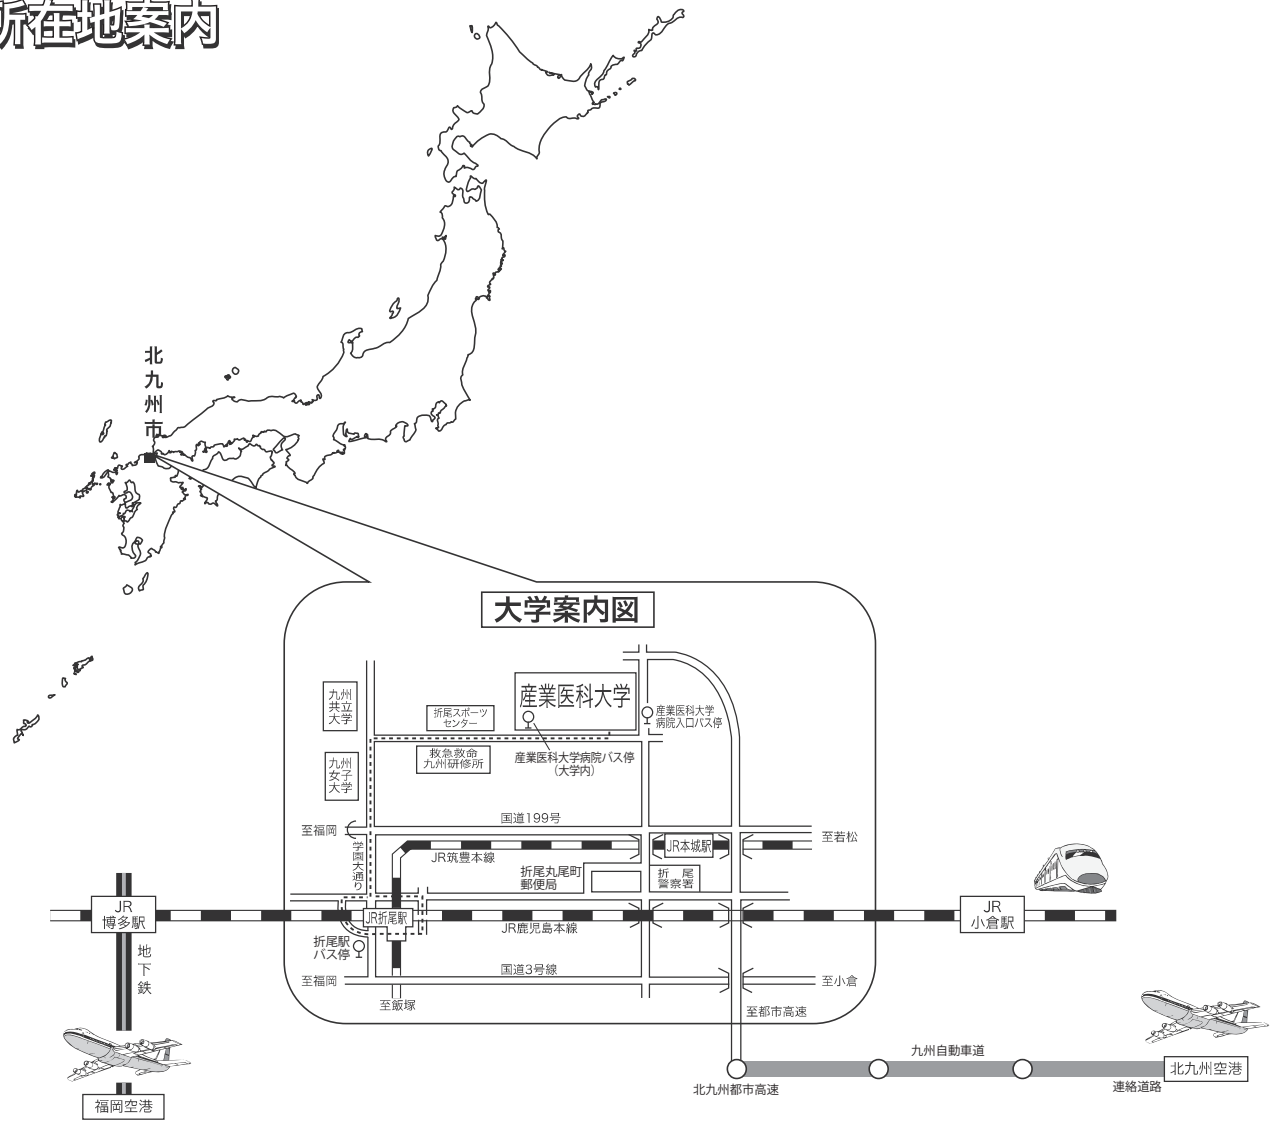 所在地案内
北九州市
大学案内図
九州
共立
大学
折尾スポーツ
センター
産業医科大学
産業医科大学
病院入口バス停
九州
女子
大学
救急救命
九州研修所
産業医科大学病院バス停
(大学内)
国道199号
至福岡
至若松
学園大通り
JR筑豊本線
JR本城駅
折尾丸尾町
郵便局
折 尾
警察署
JR
博多駅
JR折尾駅
JR鹿児島本線
JR
小倉駅
地下鉄
折尾駅
バス停
国道3号線
至福岡
至小倉
至飯塚
至都市高速
九州自動車道
北九州空港
北九州都市高速
連絡道路
福岡空港